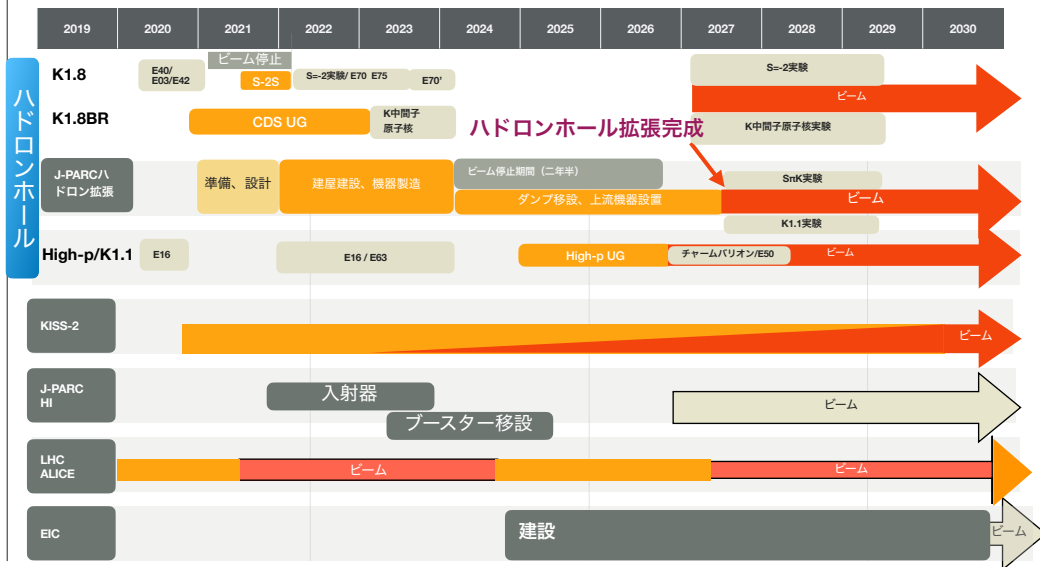 2019 2020 2021 2022 2023 2024 2025 2026 2027 2028 2029 2030
ハドロンホール
K1.8
E40/
E03/E42
ビーム停止
S-2S
S=-2実験/ E70 E75
E70'
S=-2実験
ビーム
K1.8BR
CDS UG
K中間子
原子核
ハドロンホール拡張完成
K中間子原子核実験
J-PARCハ
ドロン拡張
準備、設計
建屋建設、機器製造
ビーム停止期間（二年半）
ダンプ移設、上流機器設置
SπK実験
ビーム
K1.1実験
High-p/K1.1
E16
E16 / E63
High-p UG
チャームバリオン/E50
ビーム
KISS-2
ビーム
J-PARC
HI
入射器
ブースター移設
ビーム
LHC
ALICE
ビーム
ビーム
EIC
建設
ビーム